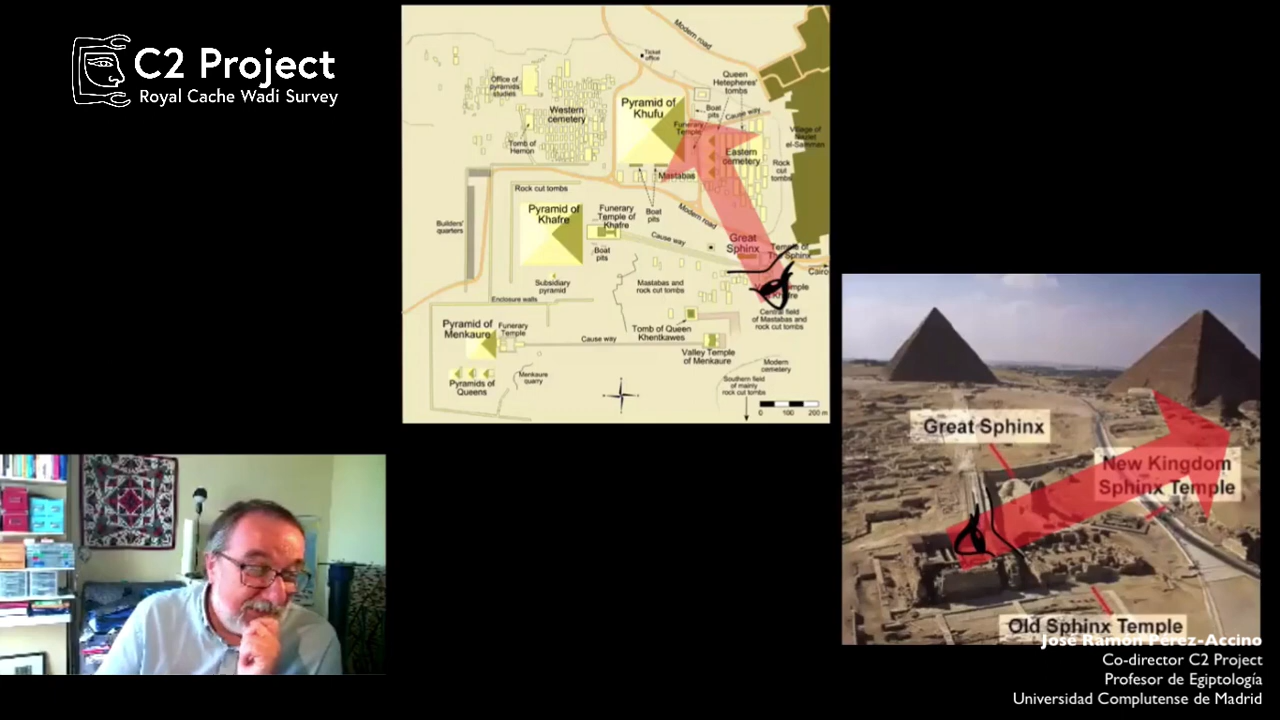 C2 Project
Royal Cache Wadi Survey
Modern road
Ticket
office
Office of
pyramids
studies
Queen
Hetepheres'
tombs
Western
cemetery
Pyramid of
Khufu
Boat
pits
Cause way
Funerary
Temple
Village of
Nazlet
el-Samman
Tomb of
Hemon
Eastern
cemetery
Rock
cut
tombs
Mastabas
Rock cut tombs
Boat
pits
Modern road
Pyramid of
Khafre
Funerary
Temple of
Khafre
Builders'
quarters
Cause way
Great
Sphinx
Temple of
The Sphinx
Boat
pits
Cairo
Subsidiary
pyramid
Mastabas and
rock cut tombs
Enclosure walls
Central field
of Mastabas and
rock cut tombs
Pyramid of
Menkaure
Funerary
Temple
Tomb of Queen
Khentkawes
Cause way
Valley Temple
of Menkaure
Modern
cemetery
Pyramids of
Queens
Menkaure
quarry
Southern field
of mainly
rock cut tombs
0 100 200 m
Great Sphinx
New Kingdom
Sphinx Temple
Old Sphinx Temple
José Ramón Pérez-Accino
Co-director C2 Project
Profesor de Egiptología
Universidad Complutense de Madrid